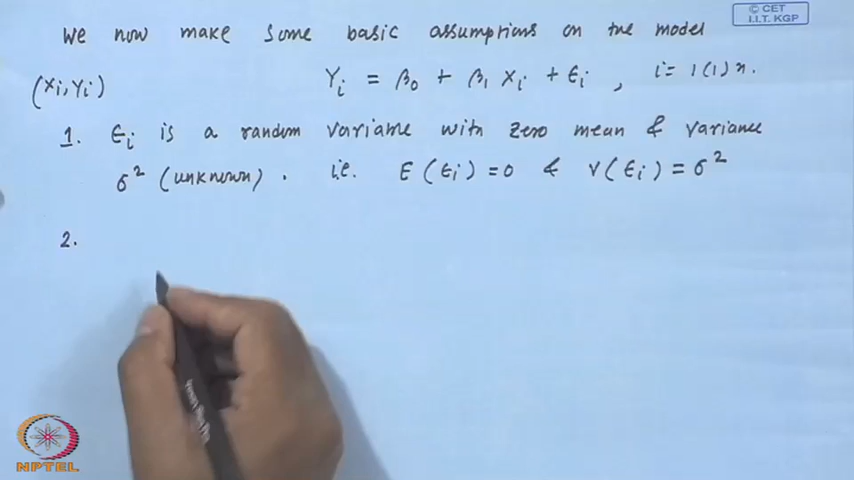 © CET
I.I.T. KGP
We now make some basic assumptions on the model
(Xi, Yi) Yi = β0 + β1 Xi + ϵi , i = 1(1)n.
1. ϵi is a random variable with zero mean & variance
σ² (unknown). i.e. E(ϵi) = 0 & V(ϵi) = σ²
2.
NPTEL